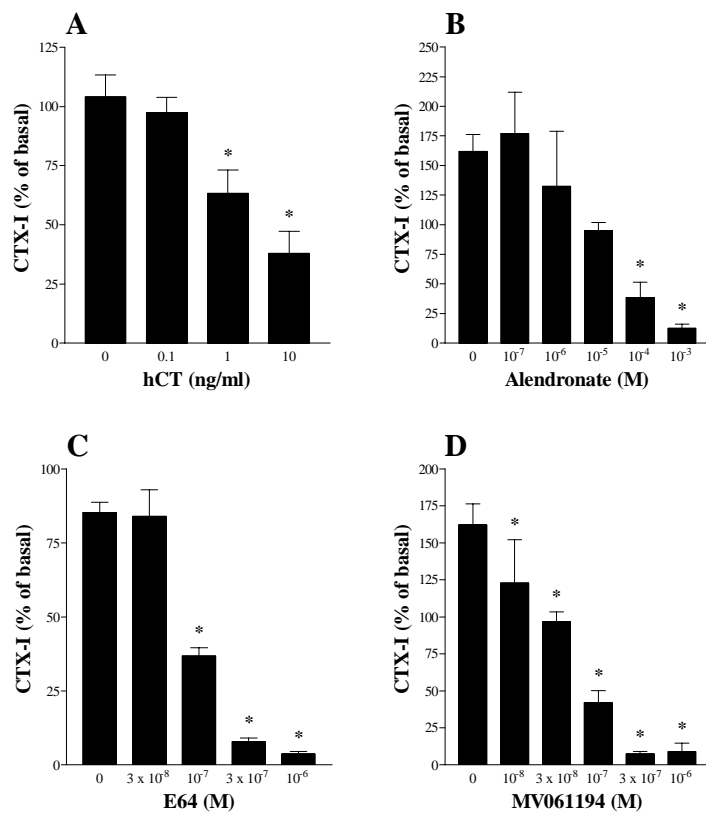 A
CTX-I (% of basal)
125
100
75
50
25
0
*
*
0 0.1 1 10
hCT (ng/ml)
B
CTX-I (% of basal)
250
225
200
175
150
125
100
75
50
25
0
*
*
0 10⁻⁷ 10⁻⁶ 10⁻⁵ 10⁻⁴ 10⁻³
Alendronate (M)
C
CTX-I (% of basal)
100
75
50
25
0
*
*
*
0 3 x 10⁻⁸ 10⁻⁷ 3 x 10⁻⁷ 10⁻⁶
E64 (M)
D
CTX-I (% of basal)
200
175
150
125
100
75
50
25
0
*
*
*
*
*
0 10⁻⁸ 3 x 10⁻⁸ 10⁻⁷ 3 x 10⁻⁷ 10⁻⁶
MV061194 (M)